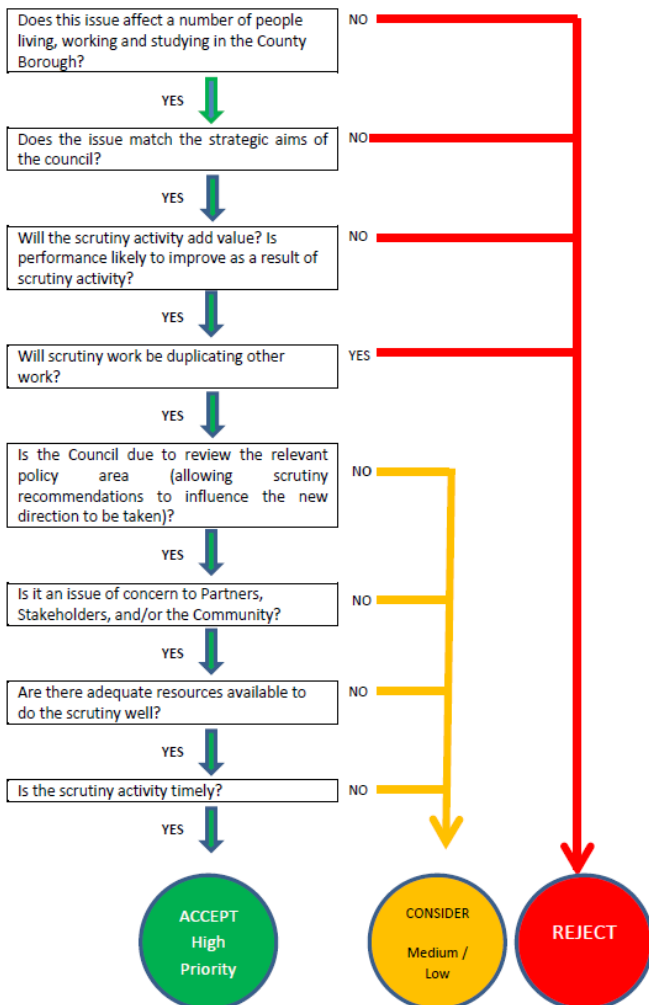 Does this issue affect a number of people
living, working and studying in the County
Borough?
NO
YES
Does the issue match the strategic aims of
the council?
NO
YES
Will the scrutiny activity add value? Is
performance likely to improve as a result of
scrutiny activity?
NO
YES
Will scrutiny work be duplicating other
work?
YES
YES
Is the Council due to review the relevant
policy area (allowing scrutiny
recommendations to influence the new
direction to be taken)?
NO
YES
Is it an issue of concern to Partners,
Stakeholders, and/or the Community?
NO
YES
Are there adequate resources available to
do the scrutiny well?
NO
YES
Is the scrutiny activity timely?
NO
YES
ACCEPT
High
Priority
CONSIDER
Medium /
Low
REJECT